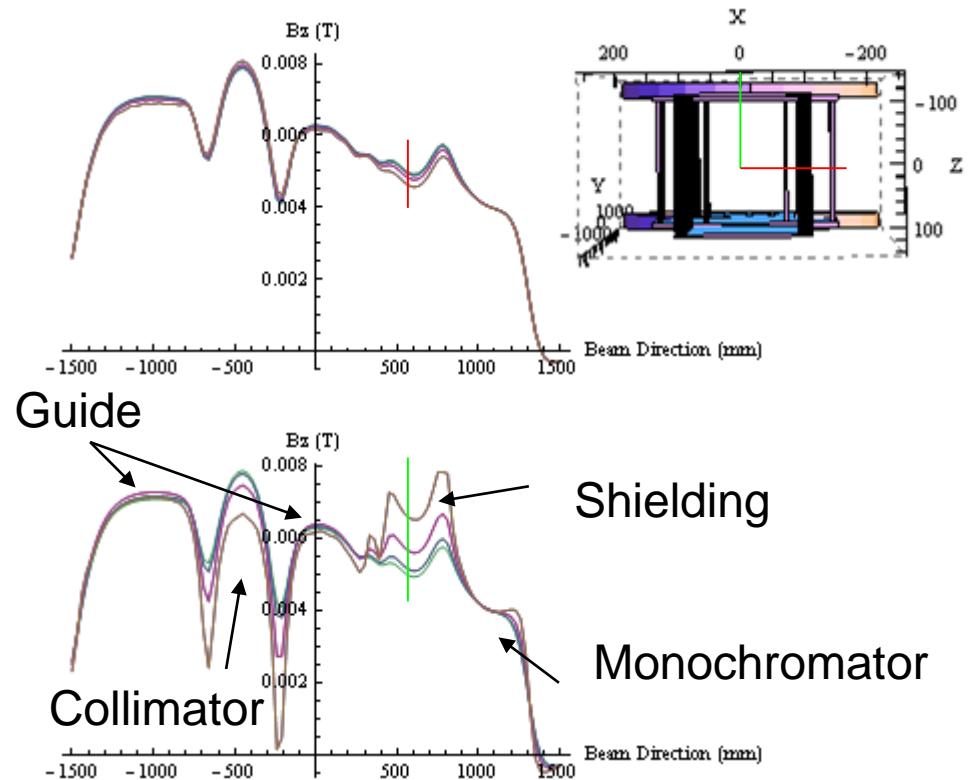 Bz (T)
0.008
0.006
0.004
0.002
-1500 -1000 -500 500 1000 1500
Beam Direction (mm)
X
200 0 -200
-100
0 Z
100
Y
1000
0
-1000
Guide
Bz (T)
0.008
0.006
0.004
0.002
Shielding
Monochromator
Collimator
-1500 -1000 -500 500 1000 1500
Beam Direction (mm)